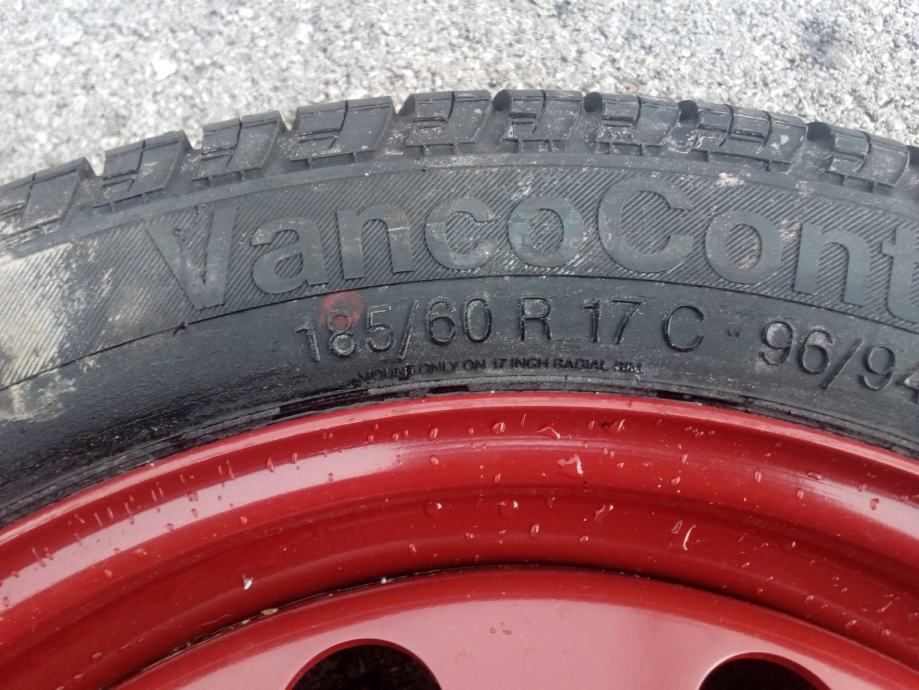 VancoCont
185/60 R 17 C 96/94
MOUNT ONLY ON 17 INCH RADIAL RIM